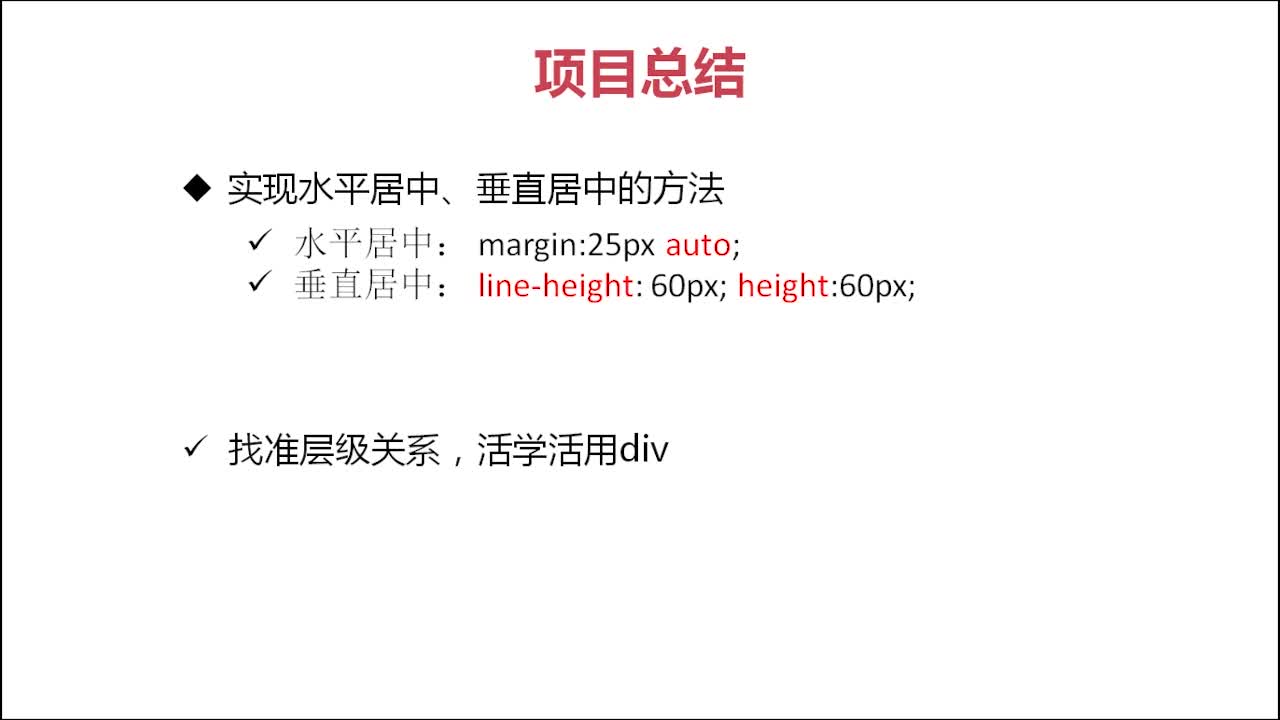 项目总结
◆ 实现水平居中、垂直居中的方法
✓ 水平居中： margin:25px auto;
✓ 垂直居中： line-height: 60px; height:60px;
✓ 找准层级关系，活学活用div